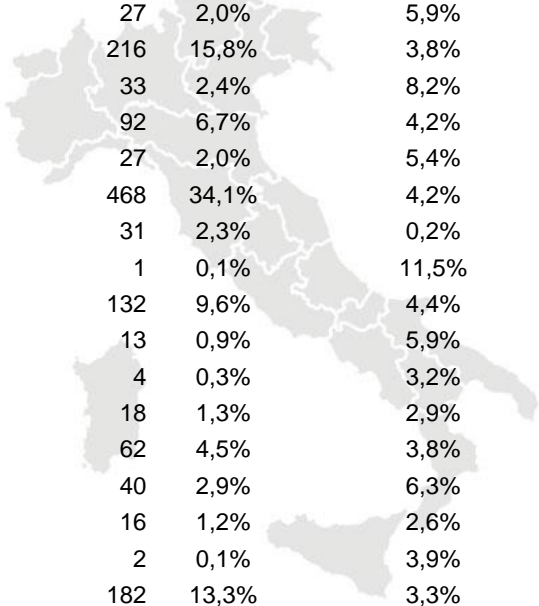 27 2,0% 5,9%
216 15,8% 3,8%
33 2,4% 8,2%
92 6,7% 4,2%
27 2,0% 5,4%
468 34,1% 4,2%
31 2,3% 0,2%
1 0,1% 11,5%
132 9,6% 4,4%
13 0,9% 5,9%
4 0,3% 3,2%
18 1,3% 2,9%
62 4,5% 3,8%
40 2,9% 6,3%
16 1,2% 2,6%
2 0,1% 3,9%
182 13,3% 3,3%